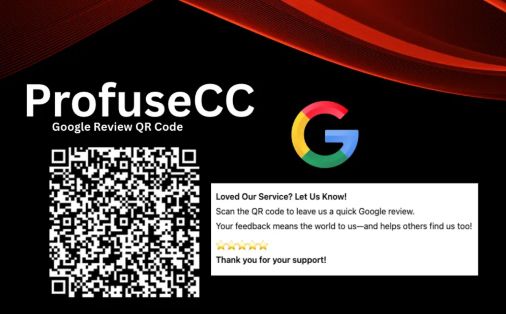 ProfuseCC
Google Review QR Code
Loved Our Service? Let Us Know!
Scan the QR code to leave us a quick Google review.
Your feedback means the world to us—and helps others find us too!
Thank you for your support!